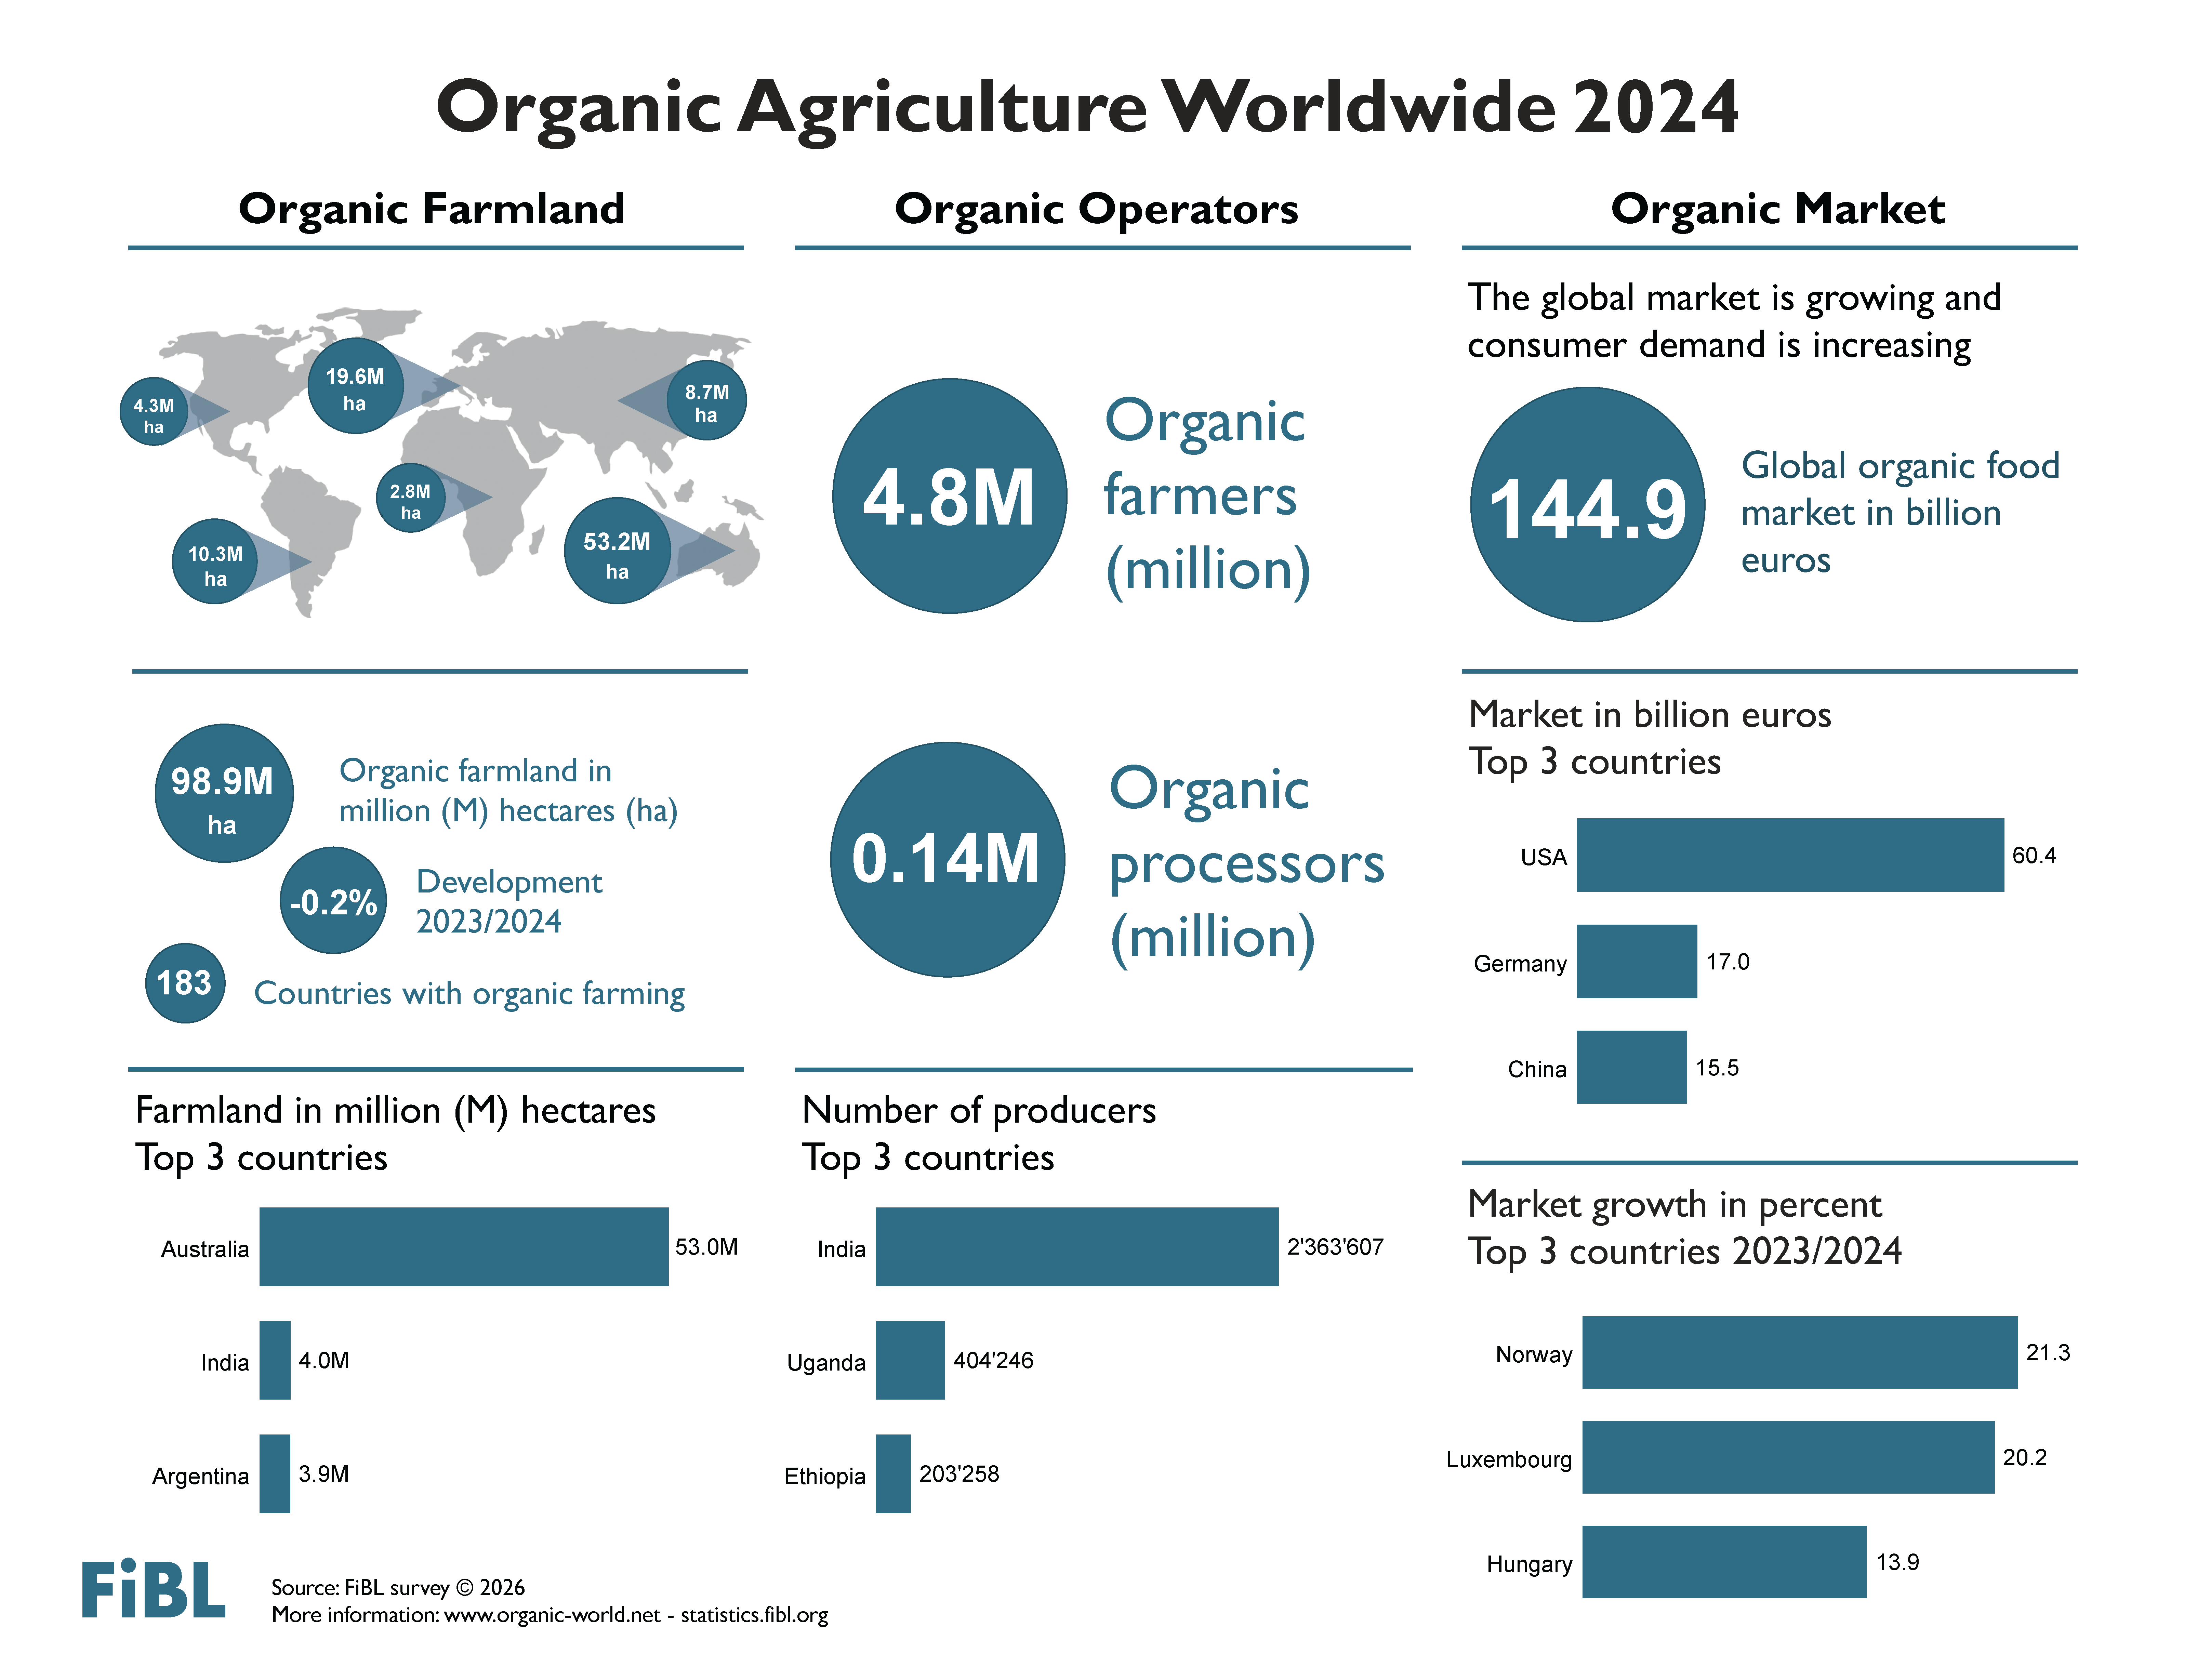 Organic Agriculture Worldwide 2024
Organic Farmland
4.3M
ha
19.6M
ha
8.7M
ha
2.8M
ha
10.3M
ha
53.2M
ha
98.9M
ha
Organic farmland in
million (M) hectares (ha)
-0.2%
Development
2023/2024
183
Countries with organic farming
Farmland in million (M) hectares
Top 3 countries
Australia 53.0M
India 4.0M
Argentina 3.9M
Organic Operators
4.8M
Organic
farmers
(million)
0.14M
Organic
processors
(million)
Number of producers
Top 3 countries
India 2'363'607
Uganda 404'246
Ethiopia 203'258
Organic Market
The global market is growing and
consumer demand is increasing
144.9
Global organic food
market in billion
euros
Market in billion euros
Top 3 countries
USA 60.4
Germany 17.0
China 15.5
Market growth in percent
Top 3 countries 2023/2024
Norway 21.3
Luxembourg 20.2
Hungary 13.9
FiBL
Source: FiBL survey © 2026
More information: www.organic-world.net - statistics.fibl.org